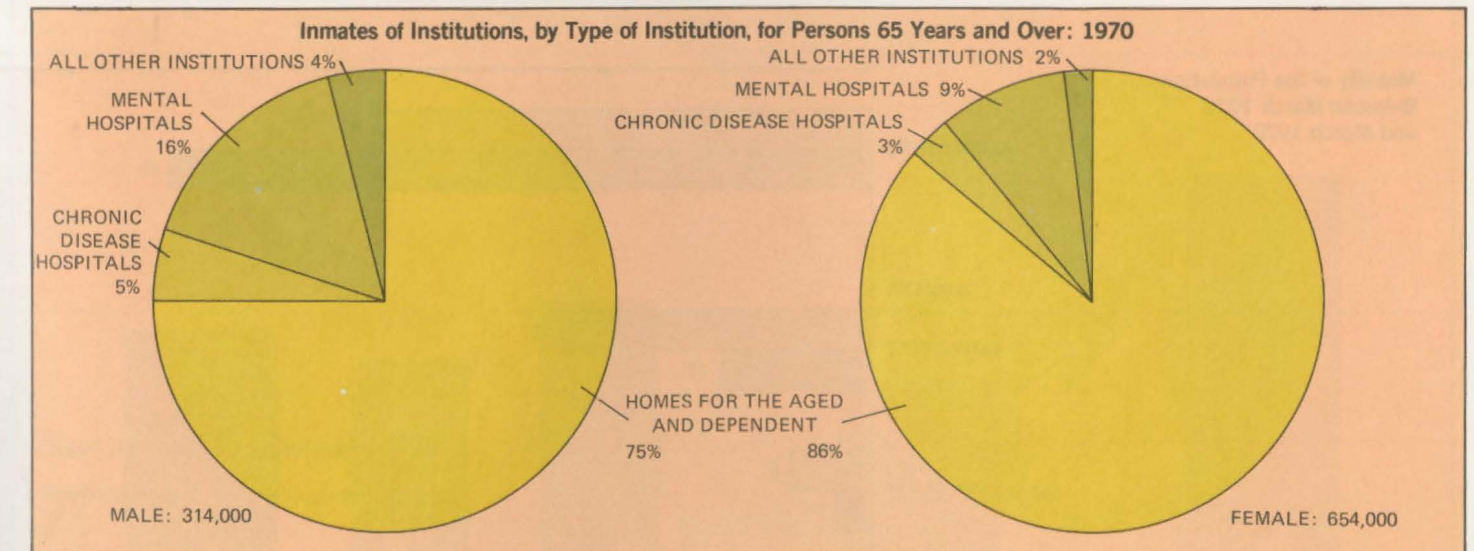 Inmates of Institutions, by Type of Institution, for Persons 65 Years and Over: 1970
ALL OTHER INSTITUTIONS 4%
MENTAL
HOSPITALS
16%
CHRONIC
DISEASE
HOSPITALS
5%
MALE: 314,000
ALL OTHER INSTITUTIONS 2%
MENTAL HOSPITALS 9%
CHRONIC DISEASE HOSPITALS
3%
HOMES FOR THE AGED
AND DEPENDENT
75% 86%
FEMALE: 654,000